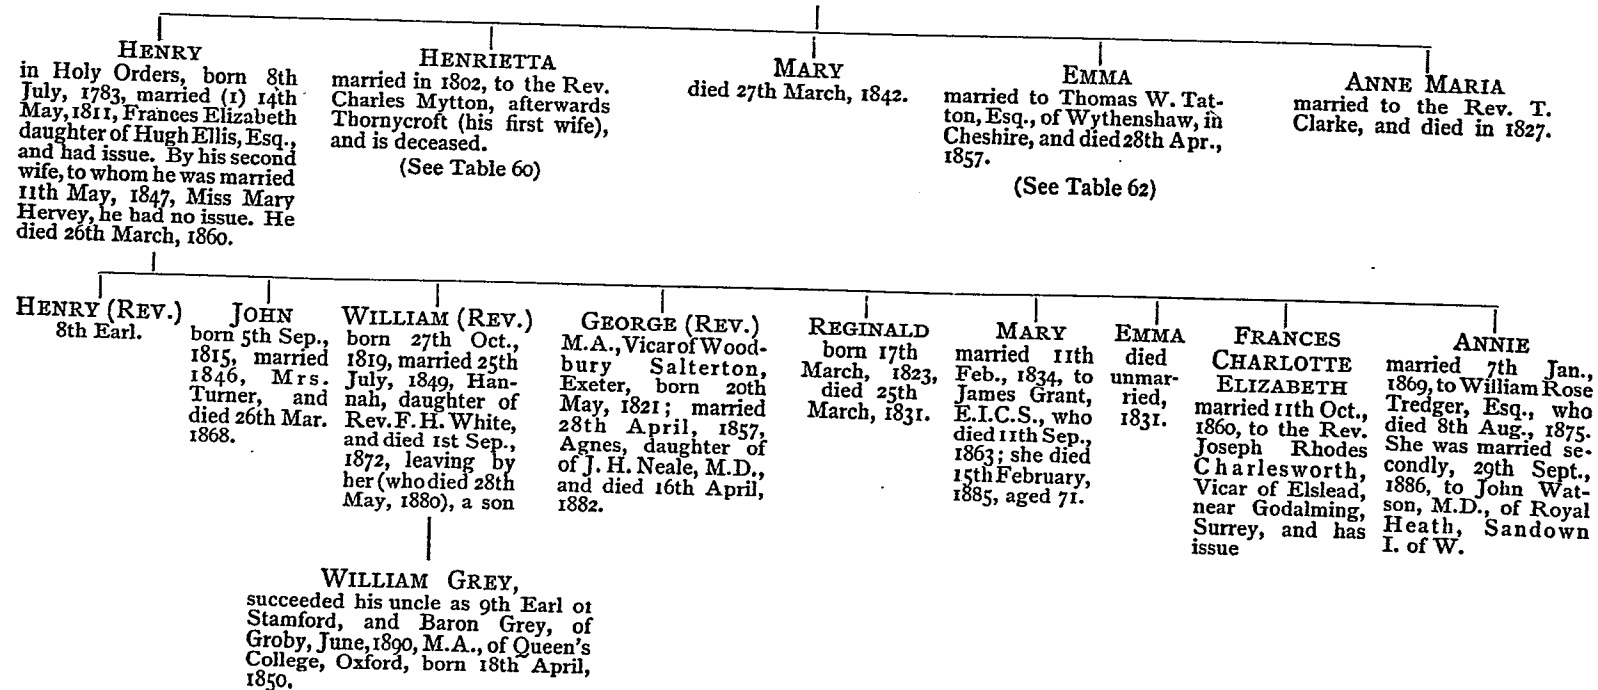 HENRY
in Holy Orders, born 8th
July, 1783, married (1) 14th
May, 1811, Frances Elizabeth
daughter of Hugh Ellis, Esq.,
and had issue. By his second
wife, to whom he was married
11th May, 1847, Miss Mary
Hervey, he had no issue. He
died 26th March, 1860.
HENRIETTA
married in 1802, to the Rev.
Charles Mytton, afterwards
Thornycroft (his first wife),
and is deceased.
(See Table 60)
MARY
died 27th March, 1842.
EMMA
married to Thomas W. Tat-
ton, Esq., of Wythenshaw, in
Cheshire, and died 28th Apr.,
1857.
(See Table 62)
ANNE MARIA
married to the Rev. T.
Clarke, and died in 1827.
HENRY (REV.)
8th Earl.
JOHN
born 5th Sep.,
1815, married
1846, Mrs.
Turner, and
died 26th Mar.
1868.
WILLIAM (REV.)
born 27th Oct.,
1819, married 25th
July, 1849, Han-
nah, daughter of
Rev. F. H. White,
and died 1st Sep.,
1872, leaving by
her (who died 28th
May, 1880), a son
GEORGE (REV.)
M.A., Vicar of Wood-
bury Salterton,
Exeter, born 20th
May, 1821; married
28th April, 1857,
Agnes, daughter of
of J. H. Neale, M.D.,
and died 16th April,
1882.
REGINALD
born 17th
March, 1823,
died 25th
March, 1831.
MARY
married 11th
Feb., 1834, to
James Grant,
E.I.C.S., who
died 11th Sep.,
1863; she died
15th February,
1885, aged 71.
EMMA
died
unmar-
ried,
1831.
FRANCES
CHARLOTTE
ELIZABETH
married 11th Oct.,
1860, to the Rev.
Joseph Rhodes
Charlesworth,
Vicar of Elslead,
near Godalming,
Surrey, and has
issue
ANNIE
married 7th Jan.,
1869, to William Rose
Tredger, Esq., who
died 8th Aug., 1875.
She was married se-
condly, 29th Sept.,
1886, to John Wat-
son, M.D., of Royal
Heath, Sandown
I. of W.
WILLIAM GREY,
succeeded his uncle as 9th Earl of
Stamford, and Baron Grey, of
Groby, June, 1890, M.A., of Queen's
College, Oxford, born 18th April,
1850.